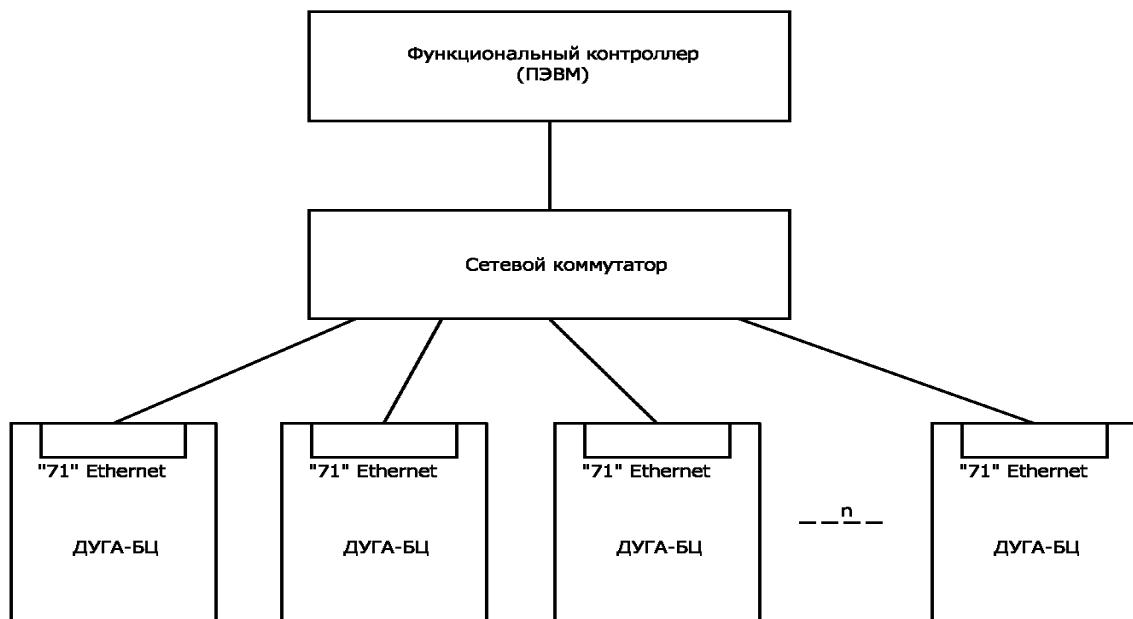 Функциональный контроллер
(ПЭВМ)
Сетевой коммутатор
"71" Ethernet
"71" Ethernet
"71" Ethernet
"71" Ethernet
n
ДУГА-БЦ
ДУГА-БЦ
ДУГА-БЦ
ДУГА-БЦ